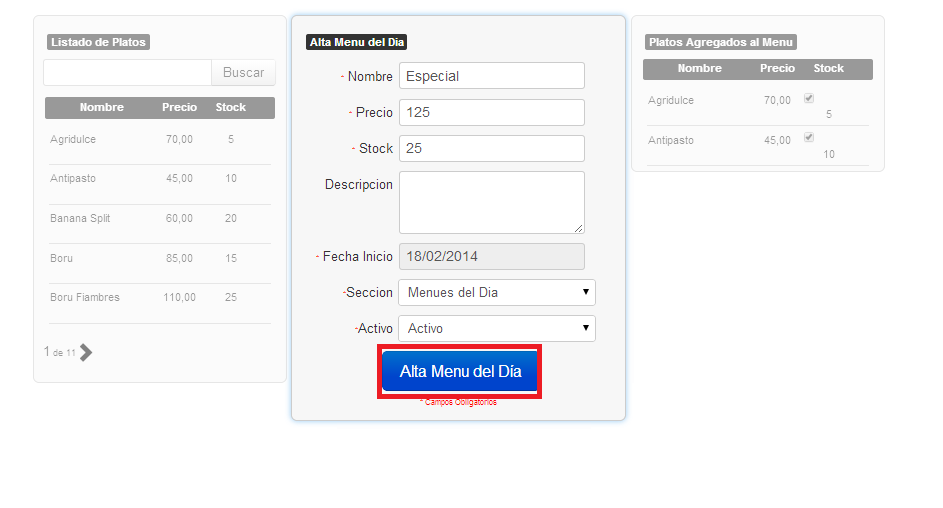 Listado de Platos
Buscar
Nombre Precio Stock
Agridulce 70,00 5
Antipasto 45,00 10
Banana Split 60,00 20
Boru 85,00 15
Boru Fiambres 110,00 25
1 de 11
Alta Menu del Dia
* Nombre Especial
* Precio 125
* Stock 25
Descripcion
* Fecha Inicio 18/02/2014
*Seccion Menues del Dia
*Activo Activo
Alta Menu del Dia
* Campos Obligatorios
Platos Agregados al Menu
Nombre Precio Stock
Agridulce 70,00
5
Antipasto 45,00
10